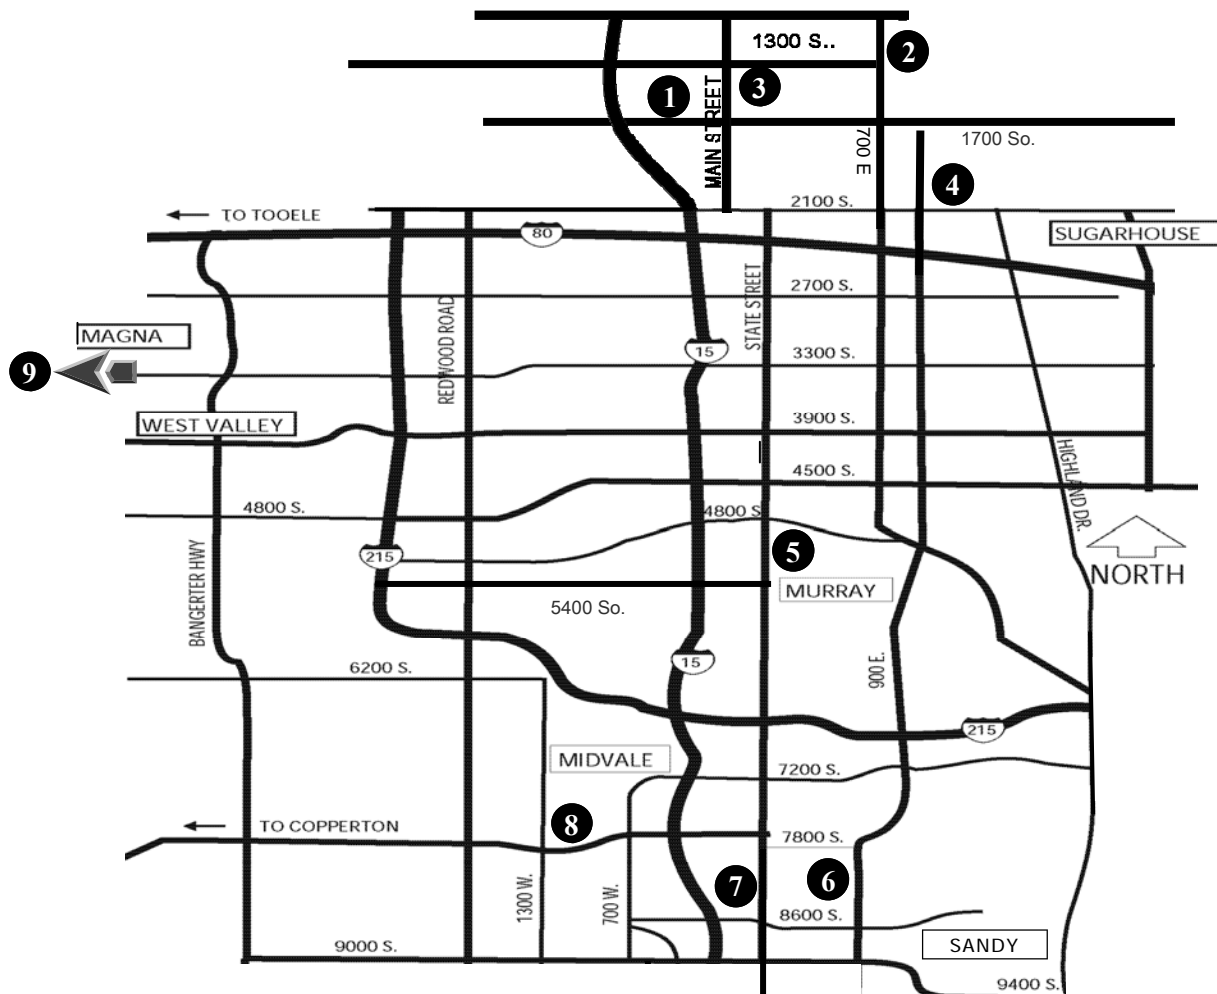 1300 S..
2
1
3
MAIN STREET
700 E
1700 So.
4
2100 S.
TO TOOELE
80
SUGARHOUSE
STATE STREET
2700 S.
REDWOOD ROAD
MAGNA
15
3300 S.
9
WEST VALLEY
3900 S.
HIGHLAND DR.
4500 S.
4800 S.
4800 S
215
5
BANGERTER HWY
NORTH
MURRAY
5400 So.
15
6200 S.
900 E.
215
MIDVALE
7200 S.
8
TO COPPERTON
7800 S.
7
6
1300 W.
700 W.
8600 S.
9000 S.
SANDY
9400 S.